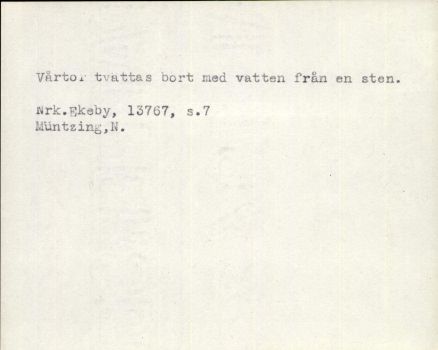 Vårtor tvattas bort med vatten från en sten.
Nrk.Ekeby, 13767, s.7
Müntzing,N.